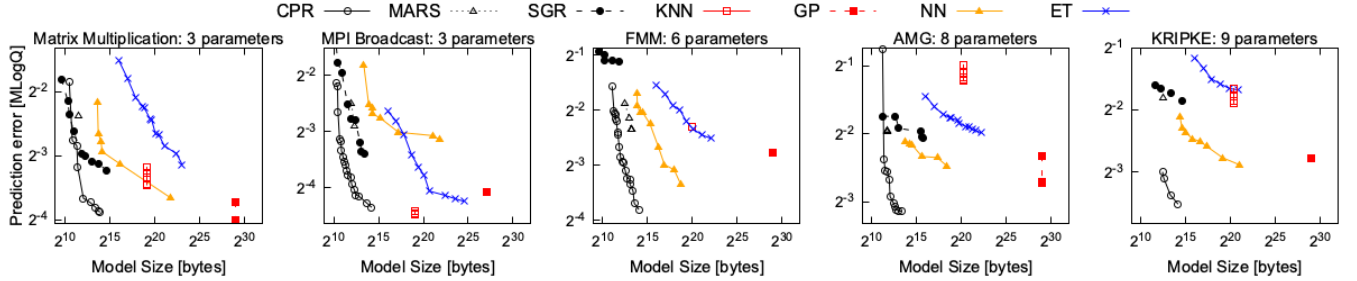 CPR MARS SGR KNN GP NN ET
Matrix Multiplication: 3 parameters
MPI Broadcast: 3 parameters
FMM: 6 parameters
AMG: 8 parameters
KRIPKE: 9 parameters
Prediction error [MLogQ]
2^-2
2^-3
2^-4
2^10 2^15 2^20 2^25 2^30
Model Size [bytes]
2^-2
2^-3
2^-4
2^10 2^15 2^20 2^25 2^30
Model Size [bytes]
2^-1
2^-2
2^-3
2^-4
2^10 2^15 2^20 2^25 2^30
Model Size [bytes]
2^-1
2^-2
2^-3
2^10 2^15 2^20 2^25 2^30
Model Size [bytes]
2^-1
2^-2
2^-3
2^10 2^15 2^20 2^25 2^30
Model Size [bytes]